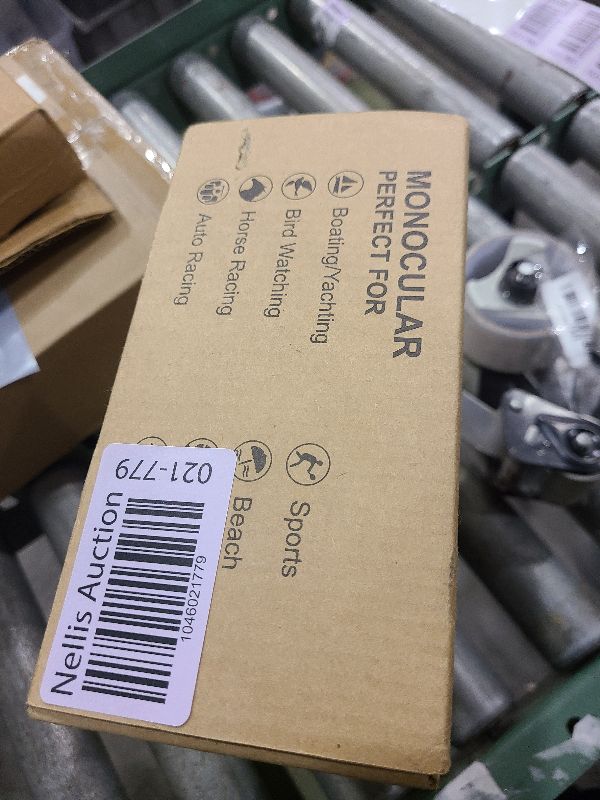 MONOCULAR
PERFECT FOR
Boating/Yachting
Bird Watching
Horse Racing
Auto Racing
Sports
Beach
Nellis Auction
1046021779
021-779